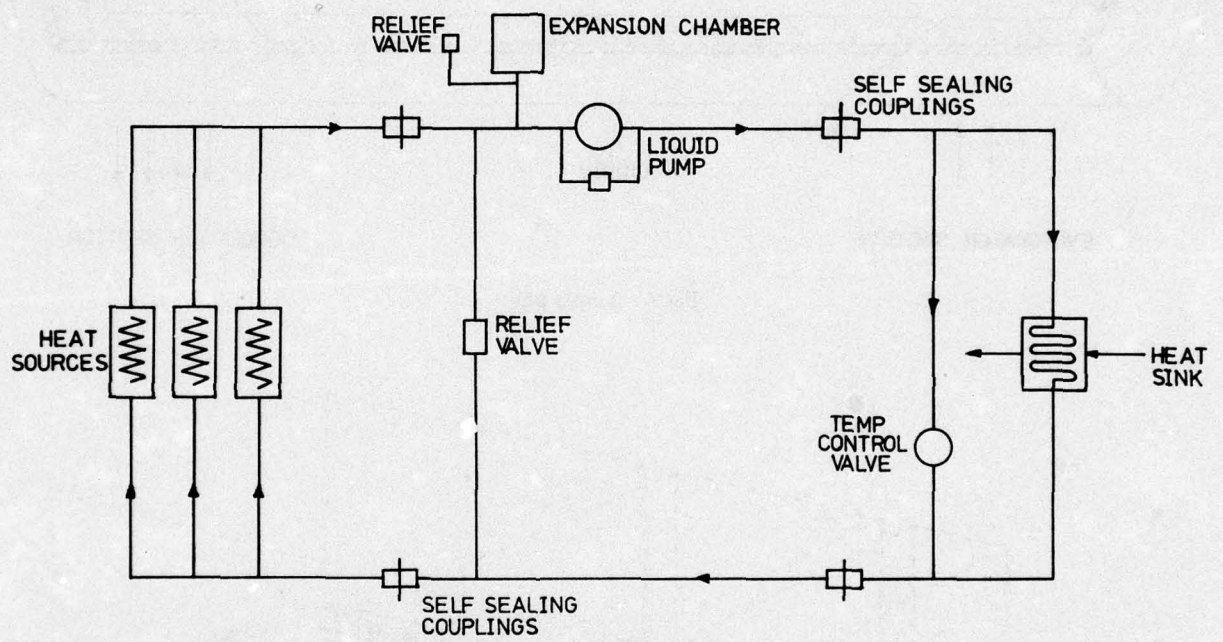 RELIEF
VALVE
EXPANSION CHAMBER
SELF SEALING
COUPLINGS
LIQUID
PUMP
HEAT
SOURCES
RELIEF
VALVE
HEAT
SINK
TEMP
CONTROL
VALVE
SELF SEALING
COUPLINGS